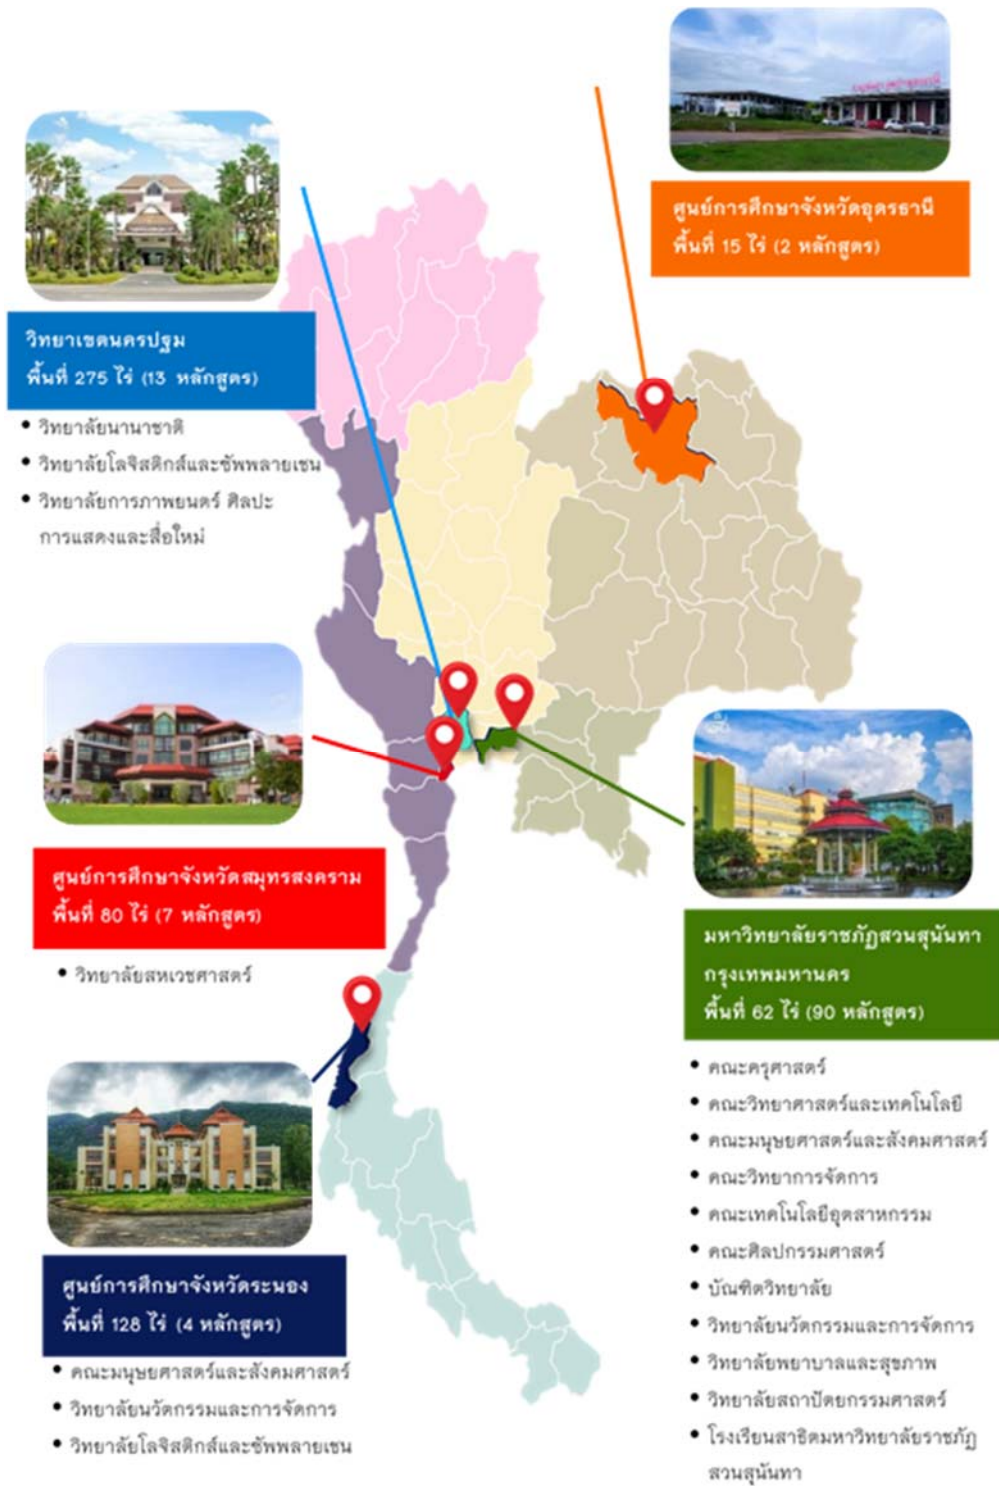 ศูนย์การศึกษาจังหวัดอุดรธานี
พื้นที่ 15 ไร่ (2 หลักสูตร)
วิทยาเขตนครปฐม
พื้นที่ 275 ไร่ (13 หลักสูตร)
• วิทยาลัยนานาชาติ
• วิทยาลัยโลจิสติกส์และซัพพลายเชน
• วิทยาลัยการภาพยนตร์ ศิลปะ
การแสดงและสื่อใหม่
ศูนย์การศึกษาจังหวัดสมุทรสงคราม
พื้นที่ 80 ไร่ (7 หลักสูตร)
• วิทยาลัยสหเวชศาสตร์
มหาวิทยาลัยราชภัฏสวนสุนันทา
กรุงเทพมหานคร
พื้นที่ 62 ไร่ (90 หลักสูตร)
• คณะครุศาสตร์
• คณะวิทยาศาสตร์และเทคโนโลยี
• คณะมนุษยศาสตร์และสังคมศาสตร์
• คณะวิทยาการจัดการ
• คณะเทคโนโลยีอุตสาหกรรม
• คณะศิลปกรรมศาสตร์
• บัณฑิตวิทยาลัย
• วิทยาลัยนวัตกรรมและการจัดการ
• วิทยาลัยพยาบาลและสุขภาพ
• วิทยาลัยสถาปัตยกรรมศาสตร์
• โรงเรียนสาธิตมหาวิทยาลัยราชภัฏ
สวนสุนันทา
ศูนย์การศึกษาจังหวัดระนอง
พื้นที่ 128 ไร่ (4 หลักสูตร)
• คณะมนุษยศาสตร์และสังคมศาสตร์
• วิทยาลัยนวัตกรรมและการจัดการ
• วิทยาลัยโลจิสติกส์และซัพพลายเชน